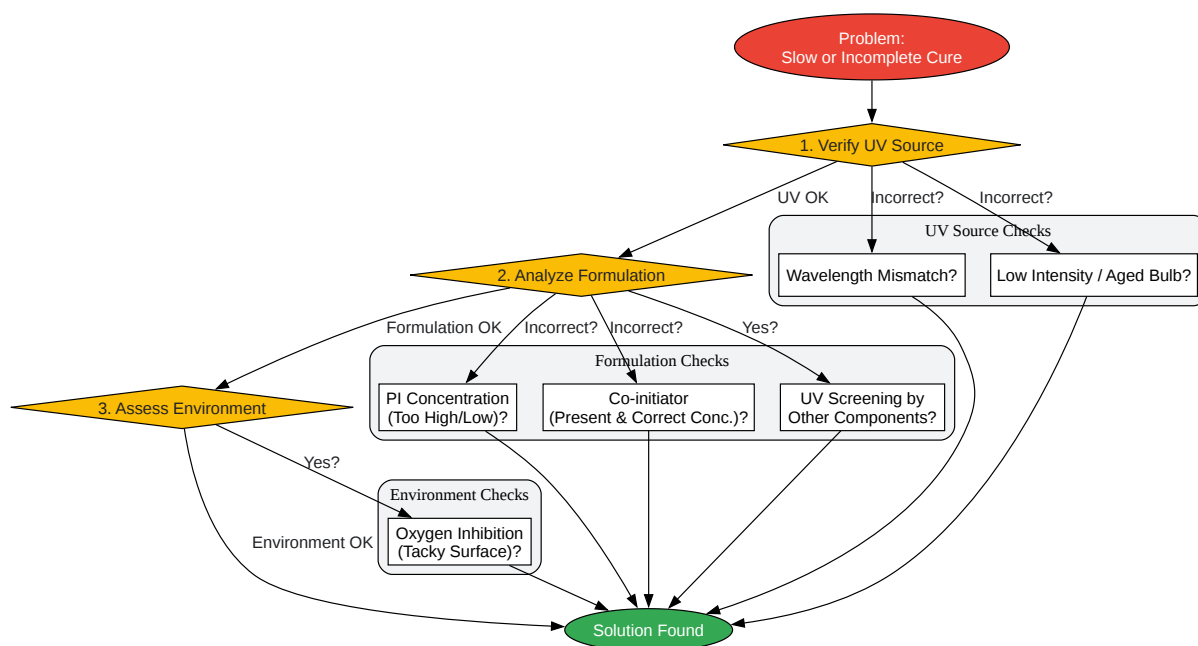 Problem:
Slow or Incomplete Cure
1. Verify UV Source
UV OK
Incorrect?
Incorrect?
UV Source Checks
Wavelength Mismatch?
Low Intensity / Aged Bulb?
2. Analyze Formulation
Formulation OK
Incorrect?
Incorrect?
Yes?
Formulation Checks
PI Concentration
(Too High/Low)?
Co-initiator
(Present & Correct Conc.)?
UV Screening by
Other Components?
3. Assess Environment
Yes?
Environment Checks
Oxygen Inhibition
(Tacky Surface)?
Environment OK
Solution Found